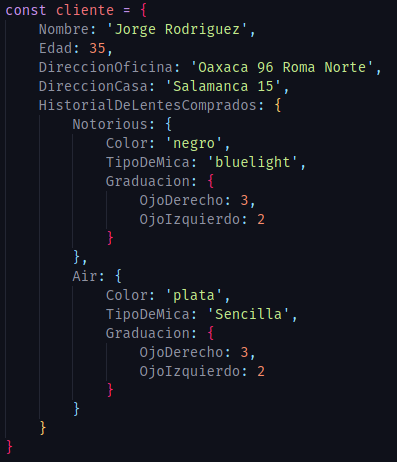 const cliente = {
    Nombre: 'Jorge Rodriguez',
    Edad: 35,
    DireccionOficina: 'Oaxaca 96 Roma Norte',
    DireccionCasa: 'Salamanca 15',
    HistorialDeLentesComprados: {
        Notorious: {
            Color: 'negro',
            TipoDeMica: 'bluelight',
            Graduacion: {
                OjoDerecho: 3,
                OjoIzquierdo: 2
            }
        },
        Air: {
            Color: 'plata',
            TipoDeMica: 'Sencilla',
            Graduacion: {
                OjoDerecho: 3,
                OjoIzquierdo: 2
            }
        }
    }
}